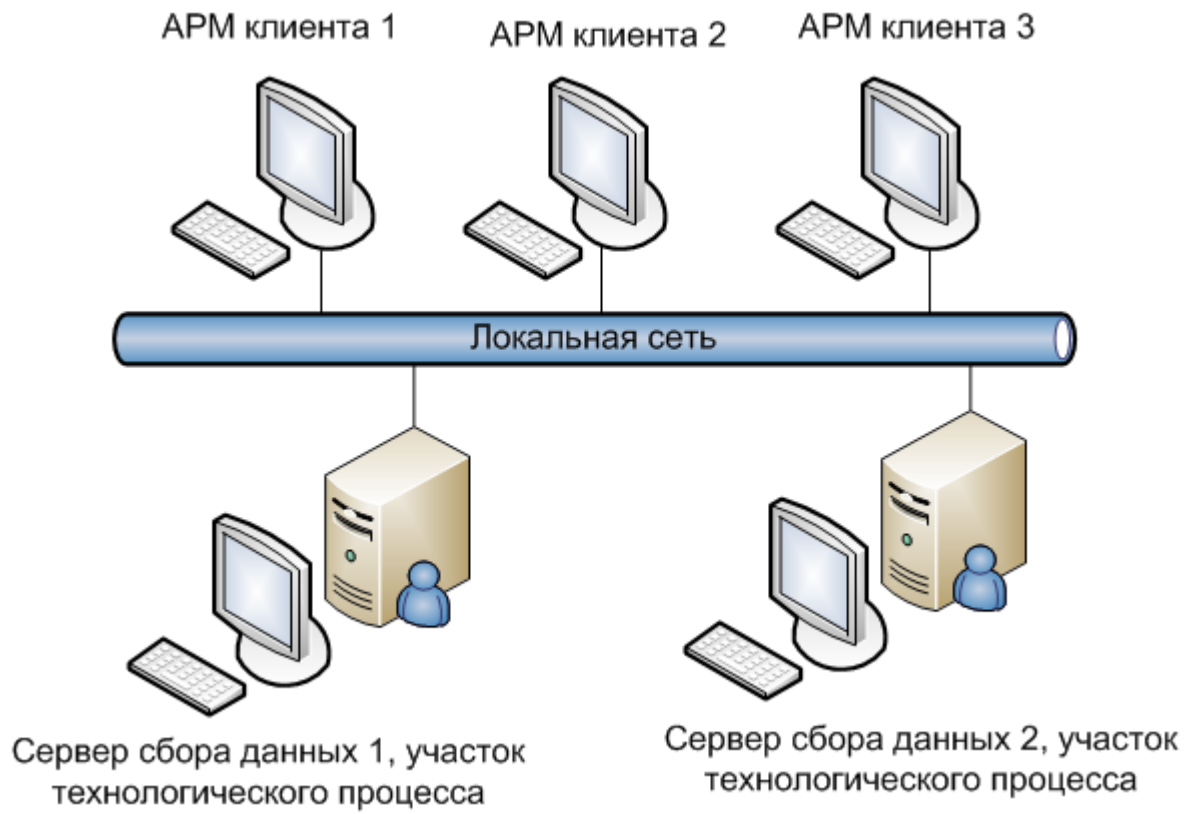 АРМ клиента 1
АРМ клиента 2
АРМ клиента 3
Локальная сеть
Сервер сбора данных 1, участок
технологического процесса
Сервер сбора данных 2, участок
технологического процесса